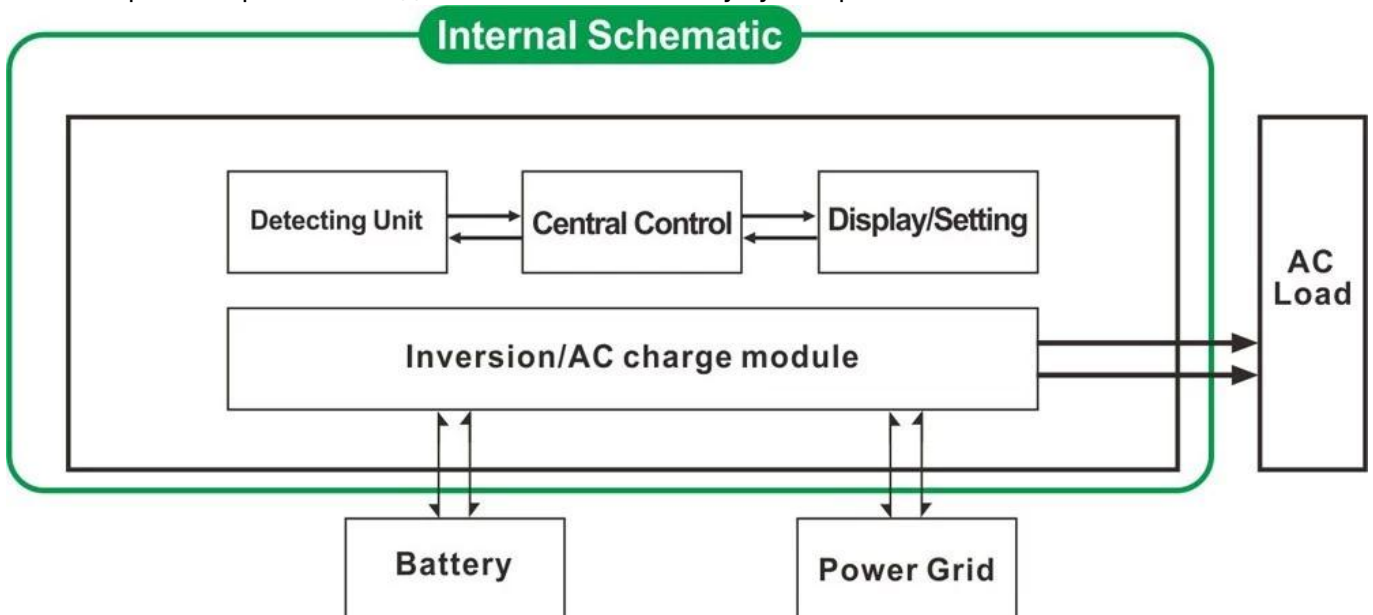 Internal Schematic
Detecting Unit
Central Control
Display/Setting
AC
Load
Inversion/AC charge module
Battery
Power Grid